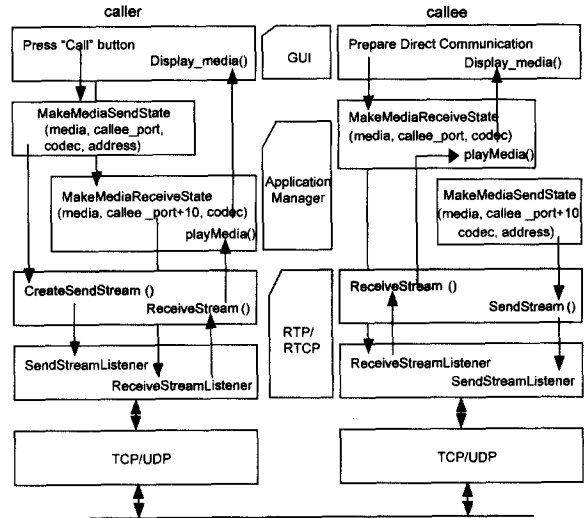 caller
callee
Press "Call" button
Display_media()
GUI
Prepare Direct Communication
Display_media()
MakeMediaSendState
(media, callee_port,
codec, address)
MakeMediaReceiveState
(media, callee _port+10, codec)
playMedia()
Application
Manager
MakeMediaReceiveState
(media, callee_port, codec)
playMedia()
MakeMediaSendState
(media, callee _port+10
codec, address)
CreateSendStream ()
ReceiveStream ()
RTP/
RTCP
ReceiveStream ()
SendStream ()
SendStreamListener
ReceiveStreamListener
ReceiveStreamListener
SendStreamListener
TCP/UDP
TCP/UDP